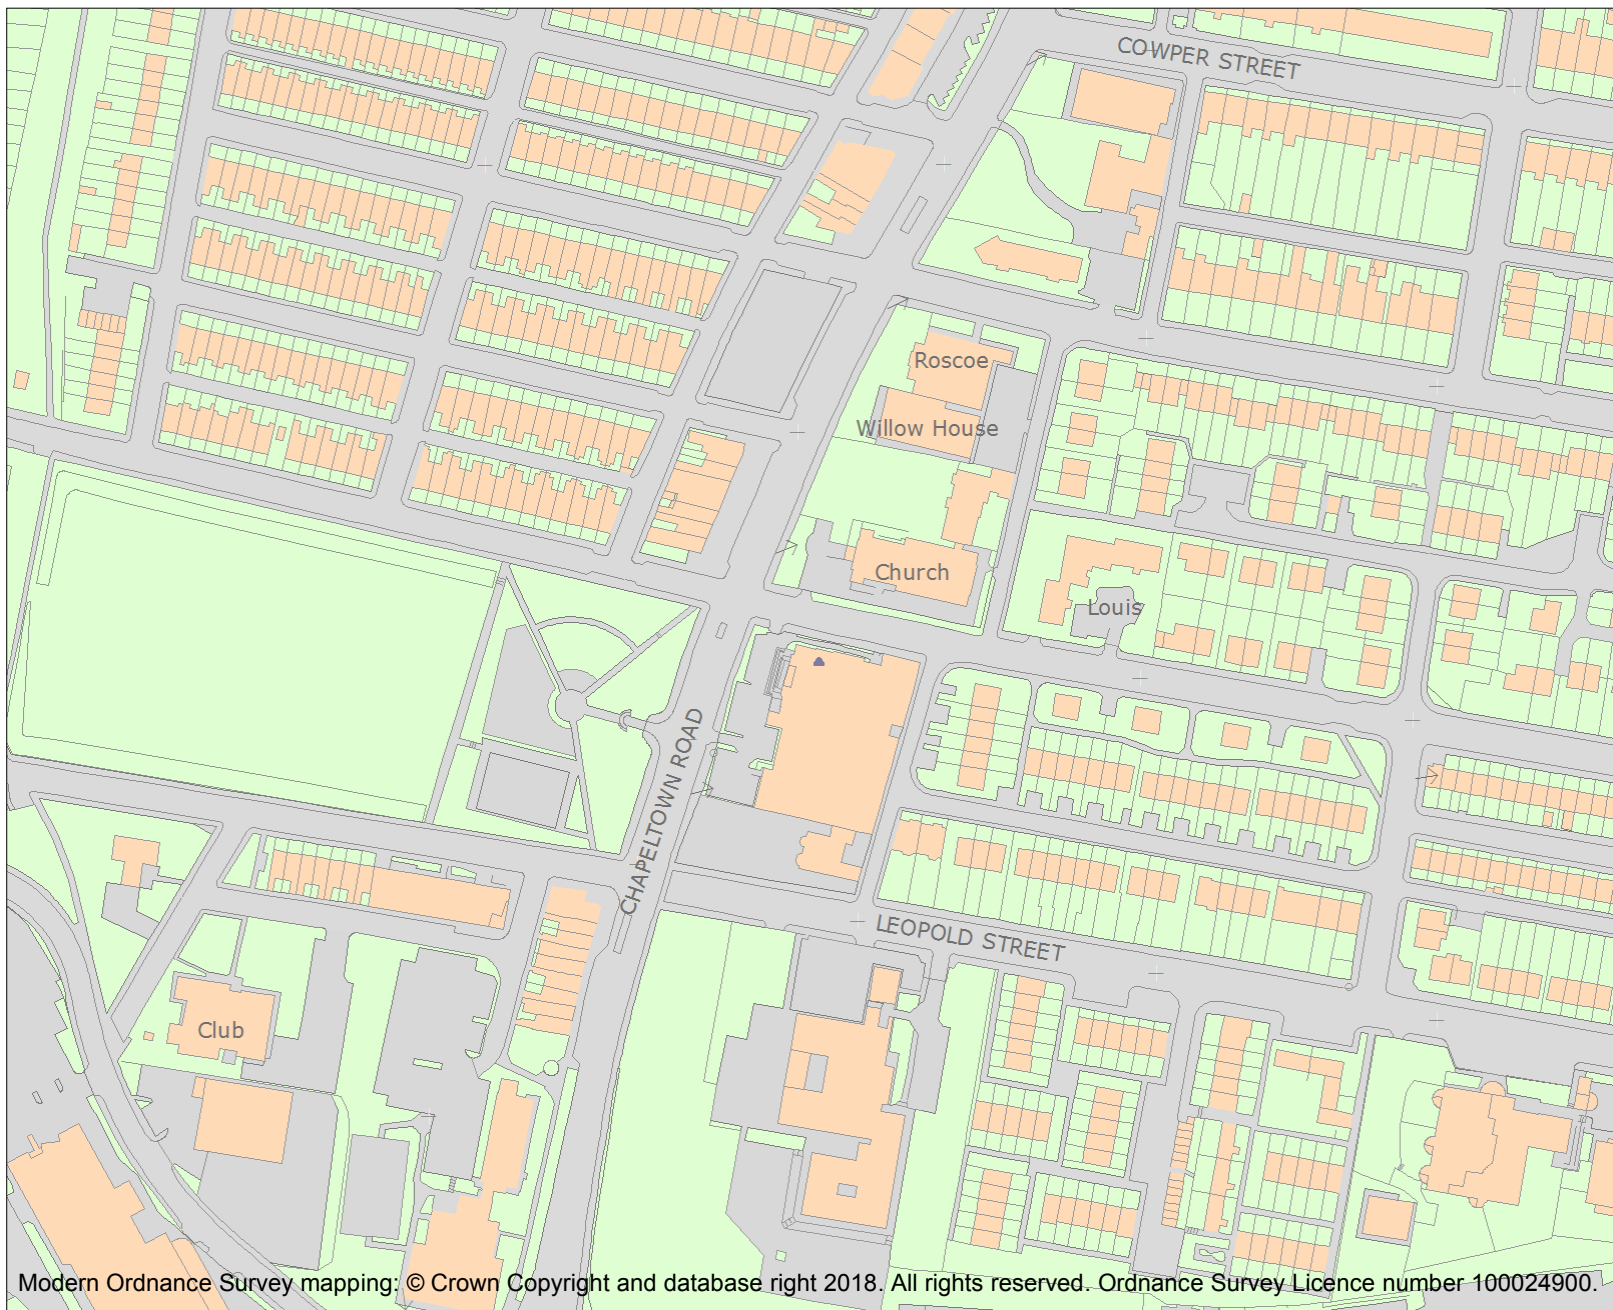 COWPER STREET
Roscoe
Willow House
Church
Louis
CHAPELTOWN ROAD
LEOPOLD STREET
Club
Modern Ordnance Survey mapping: © Crown Copyright and database right 2018. All rights reserved. Ordnance Survey Licence number 100024900.